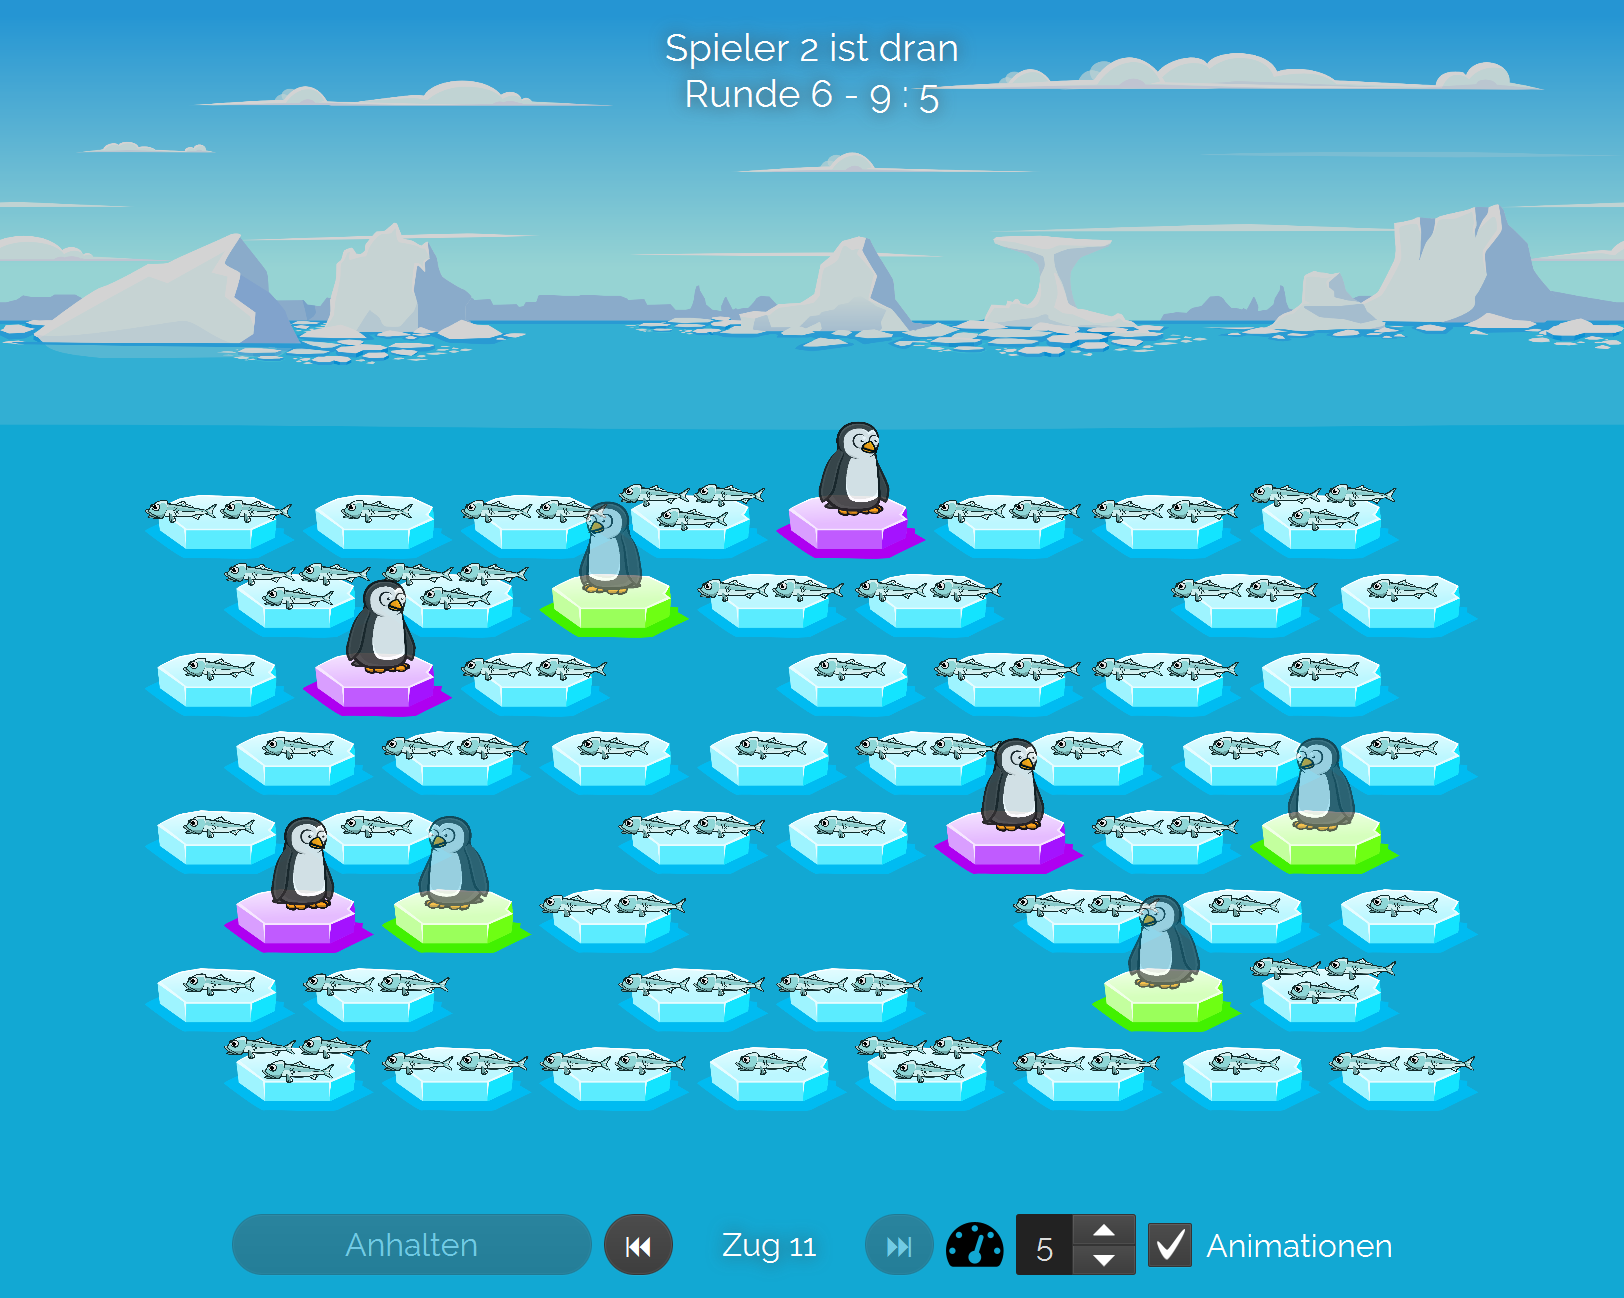 Spieler 2 ist dran
Runde 6 - 9 : 5
Anhalten
Zug 11
5
Animationen